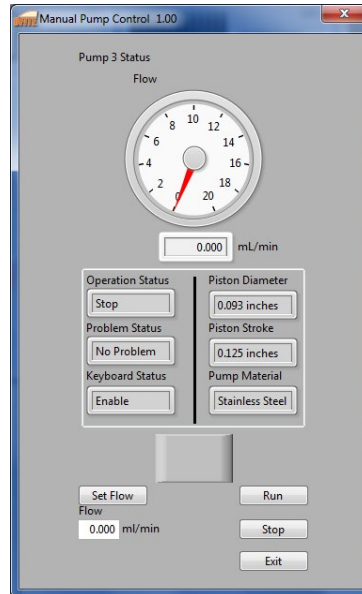 WHITE Manual Pump Control 1.00
x
Pump 3 Status
Flow
0 2 4 6 8 10 12 14 16 18 20
0.000 mL/min
Operation Status
Stop
Problem Status
No Problem
Keyboard Status
Enable
Piston Diameter
0.093 inches
Piston Stroke
0.125 inches
Pump Material
Stainless Steel
Set Flow
Flow
0.000 ml/min
Run
Stop
Exit